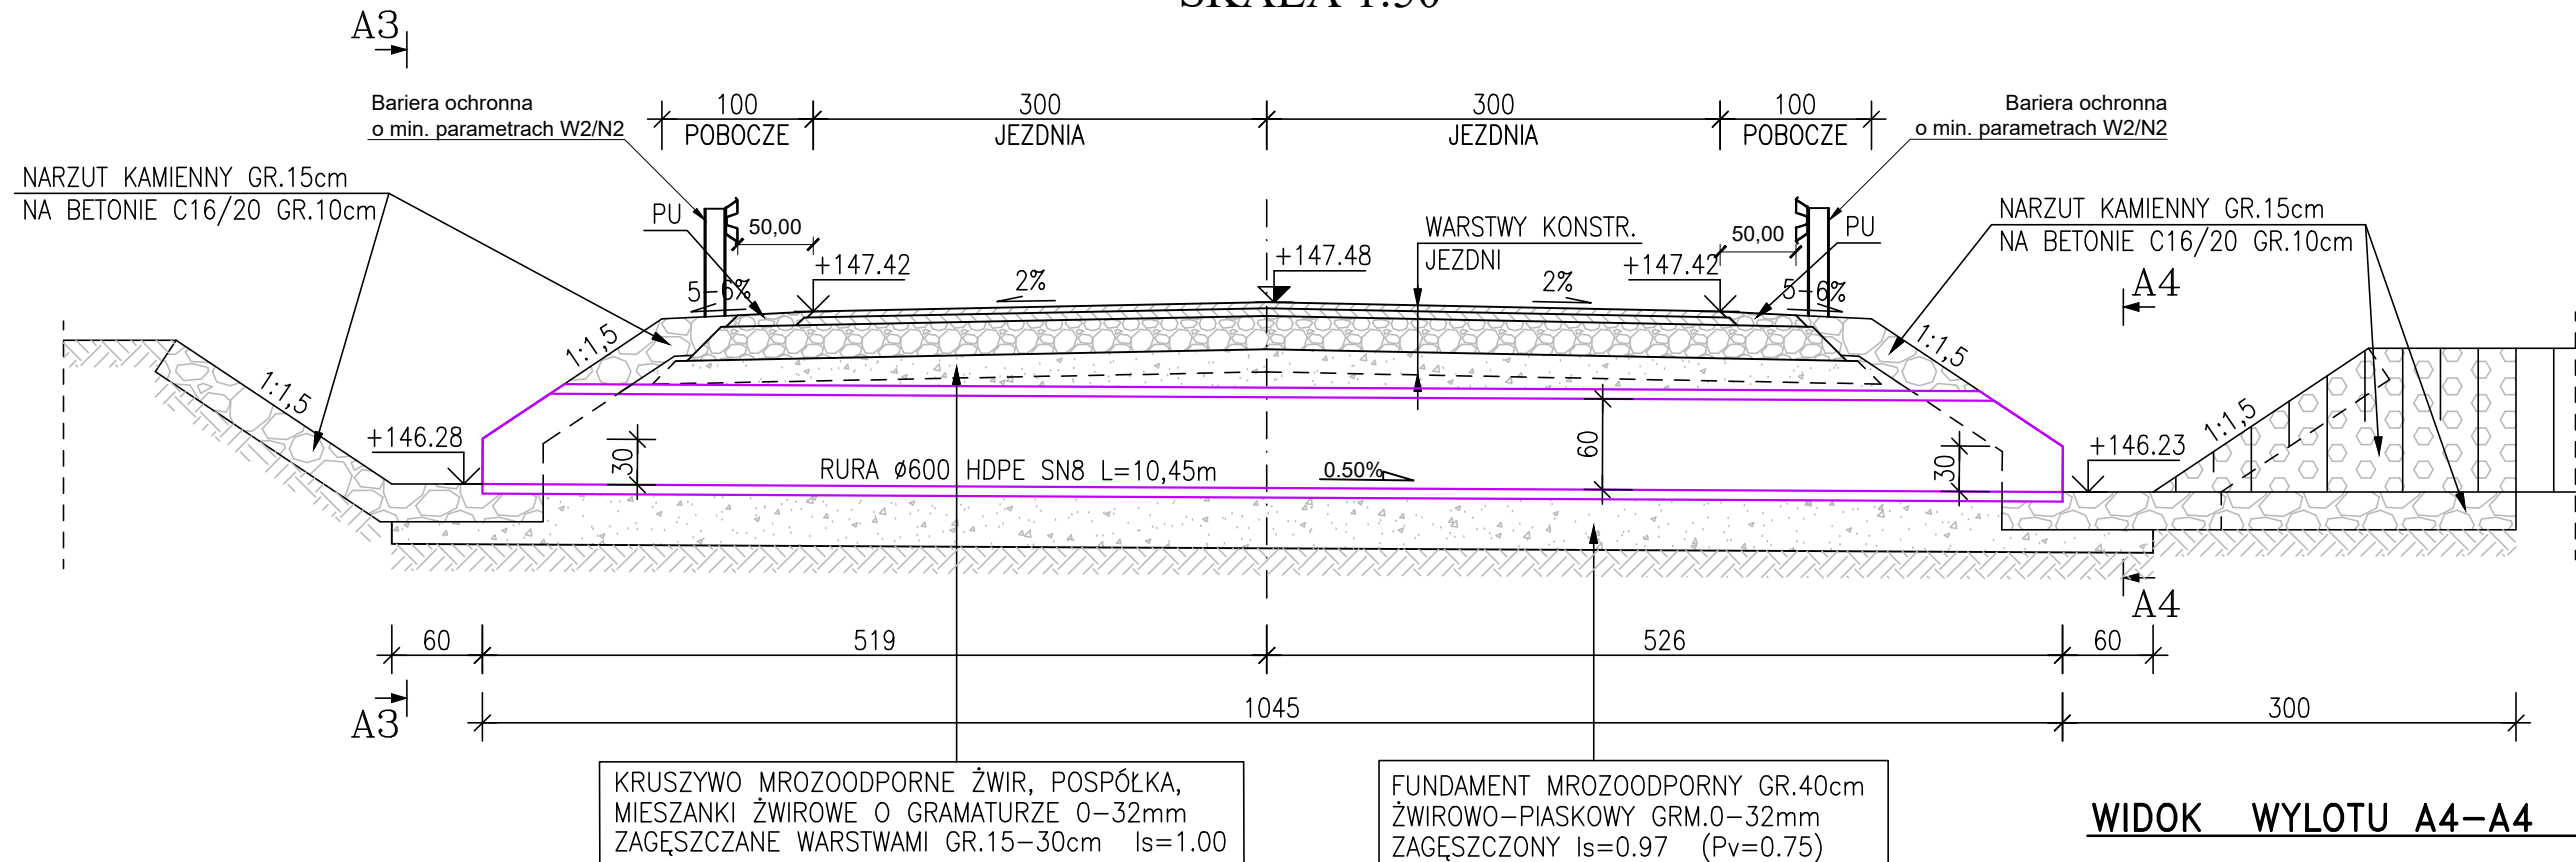 SKALA 1:50
A3
Bariera ochronna
o min. parametrach W2/N2
100
300
300
100
POBOCZE
JEZDNIA
JEZDNIA
POBOCZE
Bariera ochronna
o min. parametrach W2/N2
NARZUT KAMIENNY GR.15cm
NA BETONIE C16/20 GR.10cm
PU
50,00
+147.42
5-6%
2%
+147.48
WARSTWY KONSTR.
JEZDNI
2%
+147.42
50,00
PU
5-6%
NARZUT KAMIENNY GR.15cm
NA BETONIE C16/20 GR.10cm
A4
1:1,5
1:1,5
1:1,5
1:1,5
+146.28
30
RURA ø600 HDPE SN8 L=10,45m
0.50%
60
30
+146.23
A4
60
519
526
60
A3
1045
300
KRUSZYWO MROZOODPORNE ŻWIR, POSPÓŁKA,
MIESZANKI ŻWIROWE O GRAMATURZE 0-32mm
ZAGĘSZCZANE WARSTWAMI GR.15-30cm Is=1.00
FUNDAMENT MROZOODPORNY GR.40cm
ŻWIROWO-PIASKOWY GRM.0-32mm
ZAGĘSZCZONY Is=0.97 (Pv=0.75)
WIDOK WYLOTU A4-A4